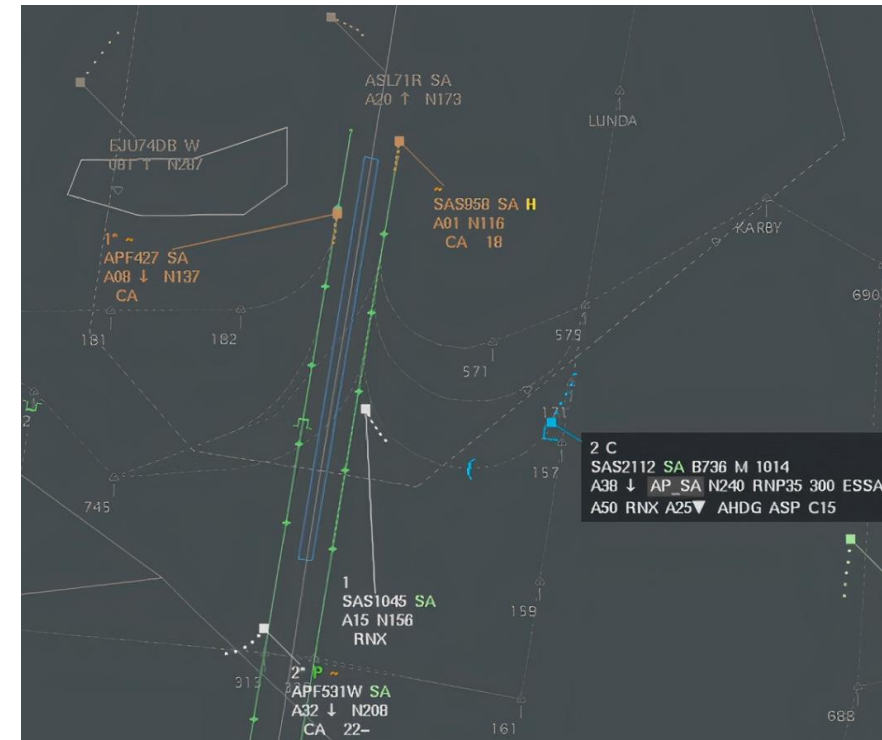 ASL71R SA
A20 ↑ N173
LUNDA
EJU74DB W
081 ↑ N287
~
SAS958 SA H
A01 N116
CA 18
KARBY
1" ~
APF427 SA
A08 ↓ N137
CA
690
181
182
575
571
171
2
157
745
2 C
SAS2112 SA B736 M 1014
A38 ↓ AP_SA N240 RNP35 300 ESSA
A50 RNX A25▼ AHDG ASP C15
1
SAS1045 SA
A15 N156
RNX
159
313
2" P ~
APF531W SA
A32 ↓ N208
CA 22-
161
688